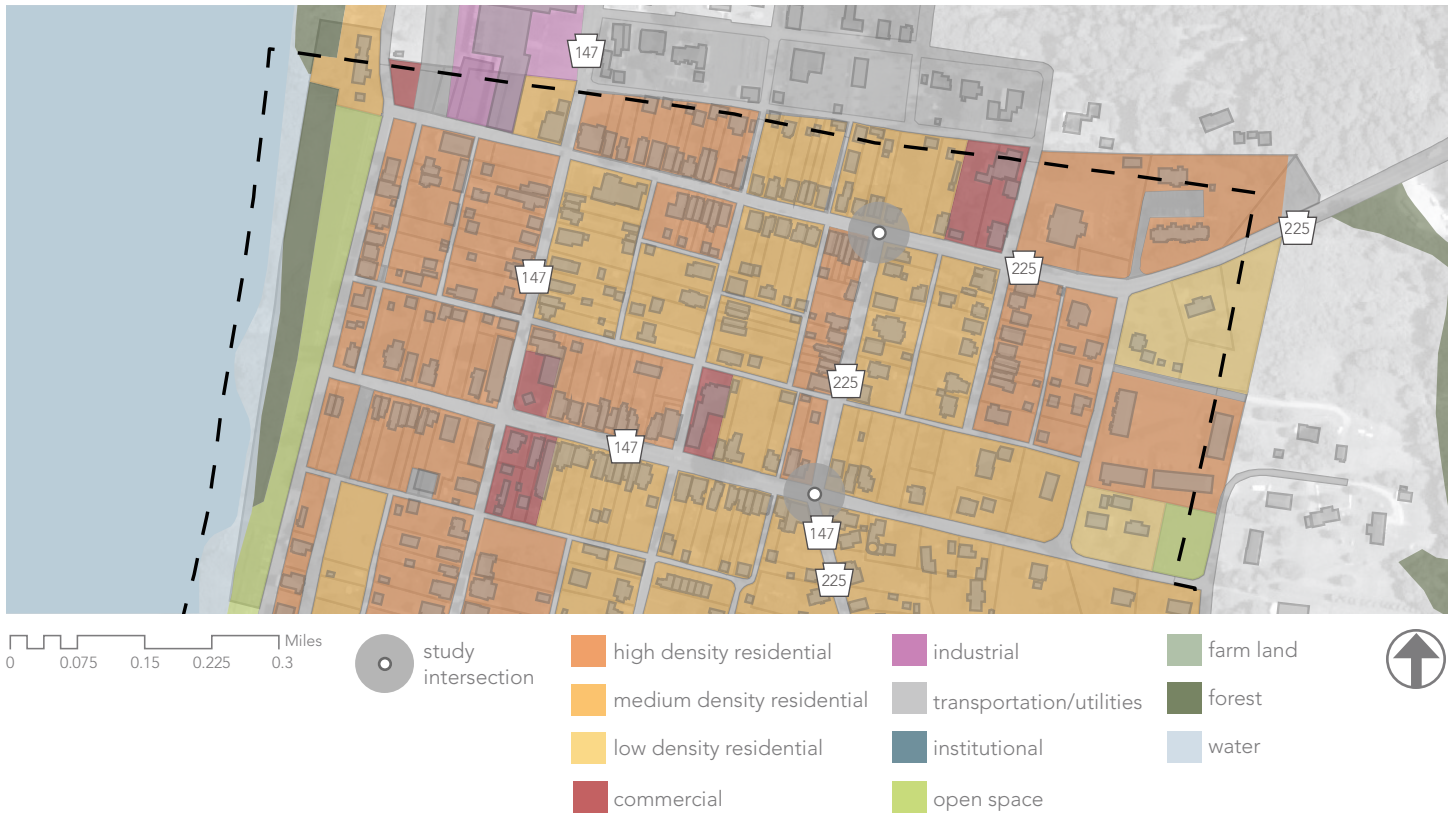 147
225
147
225
225
147
147
225
Miles
0 0.075 0.15 0.225 0.3
study
intersection
high density residential
medium density residential
low density residential
commercial
industrial
transportation/utilities
institutional
open space
farm land
forest
water